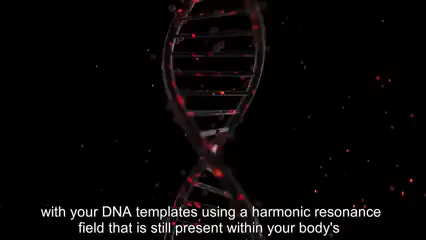 with your DNA templates using a harmonic resonance
field that is still present within your body's